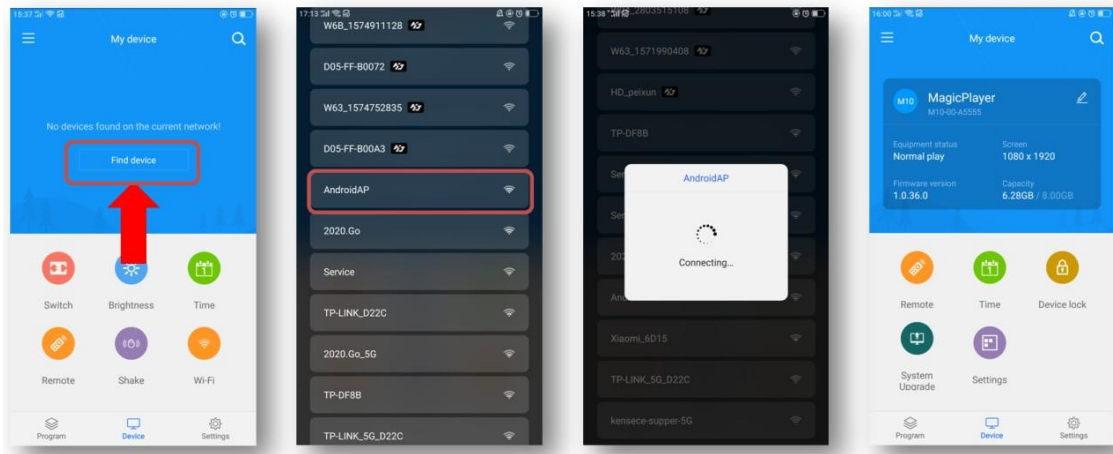 15:37
My device
No devices found on the current network!
Find device
Switch
Brightness
Time
Remote
Shake
Wi-Fi
Program
Device
Settings
17:13
W6B_1574911128
D05-FF-B0072
W63_1574752835
D05-FF-B00A3
AndroidAP
2020.Go
Service
TP-LINK_D22C
2020.Go_5G
TP-DF8B
TP-LINK_5G_D22C
15:38
2803515108
W63_1571990408
HD_peixun
TP-DF8B
Ser
Ser
202
And
AndroidAP
Connecting...
Xiaomi_6D15
TP-LINK_5G_D22C
kensece-supper-5G
16:00
My device
M10
MagicPlayer
M10-00-A5555
Equipment status
Screen
Normal play
1080 x 1920
Firmware version
Capacity
1.0.36.0
6.28GB / 8.00GB
Remote
Time
Device lock
System
Upgrade
Settings
Program
Device
Settings